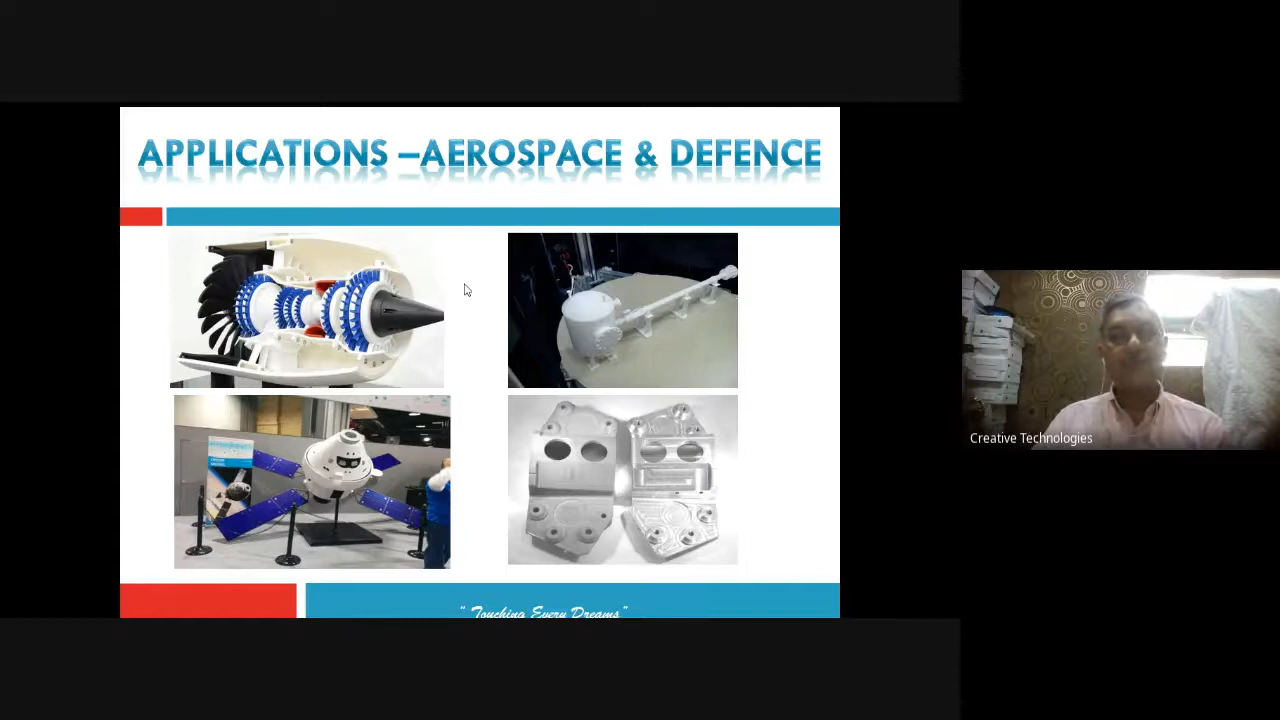 APPLICATIONS –AEROSPACE & DEFENCE
“ Touching Every Dreams”
Creative Technologies